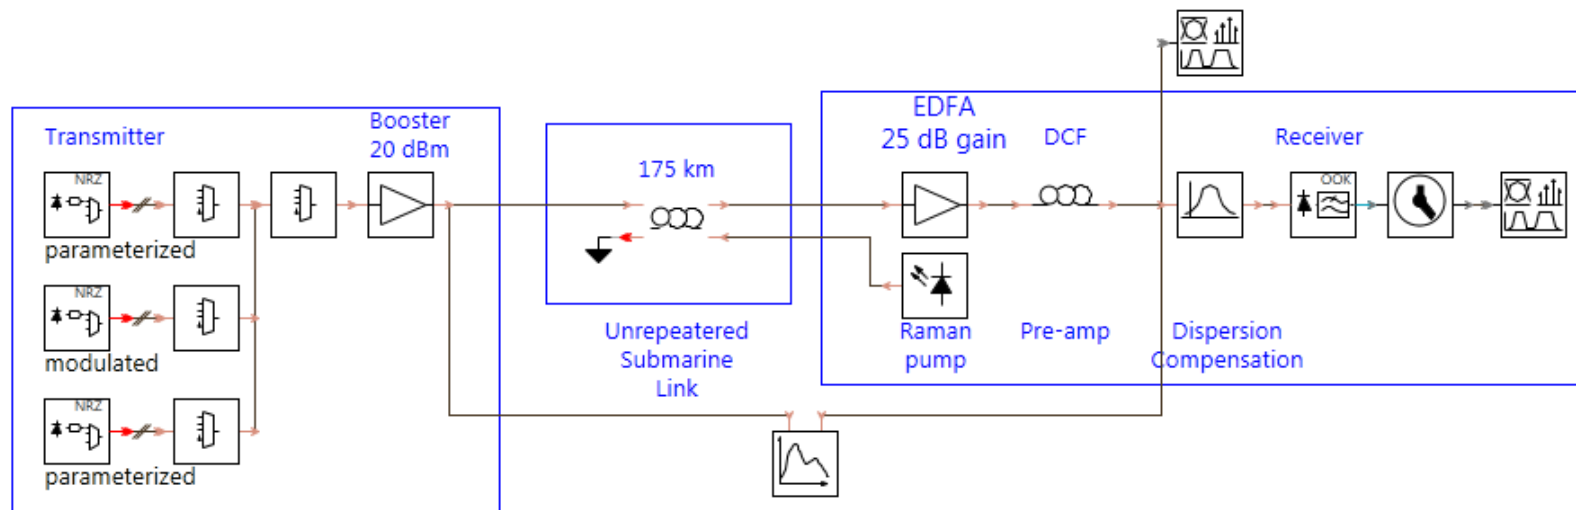 Transmitter
Booster
20 dBm
NRZ
parameterized
NRZ
modulated
NRZ
parameterized
175 km
Unrepeatered
Submarine
Link
EDFA
25 dB gain
DCF
Receiver
OOK
Raman
pump
Pre-amp
Dispersion
Compensation